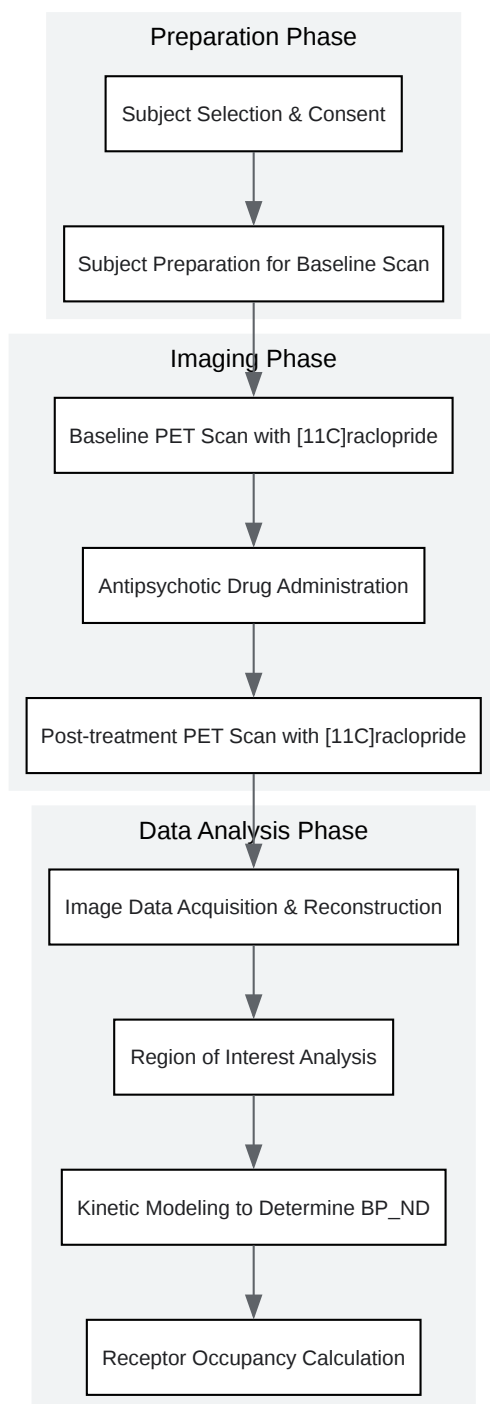 Preparation Phase
Subject Selection & Consent
Subject Preparation for Baseline Scan
Imaging Phase
Baseline PET Scan with [11C]raclopride
Antipsychotic Drug Administration
Post-treatment PET Scan with [11C]raclopride
Data Analysis Phase
Image Data Acquisition & Reconstruction
Region of Interest Analysis
Kinetic Modeling to Determine BP_ND
Receptor Occupancy Calculation